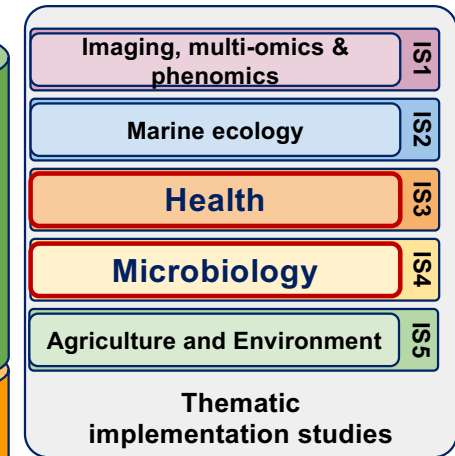 Imaging, multi-omics &
phenomics
IS1
Marine ecology
IS2
Health
IS3
Microbiology
IS4
Agriculture and Environment
IS5
Thematic
implementation studies